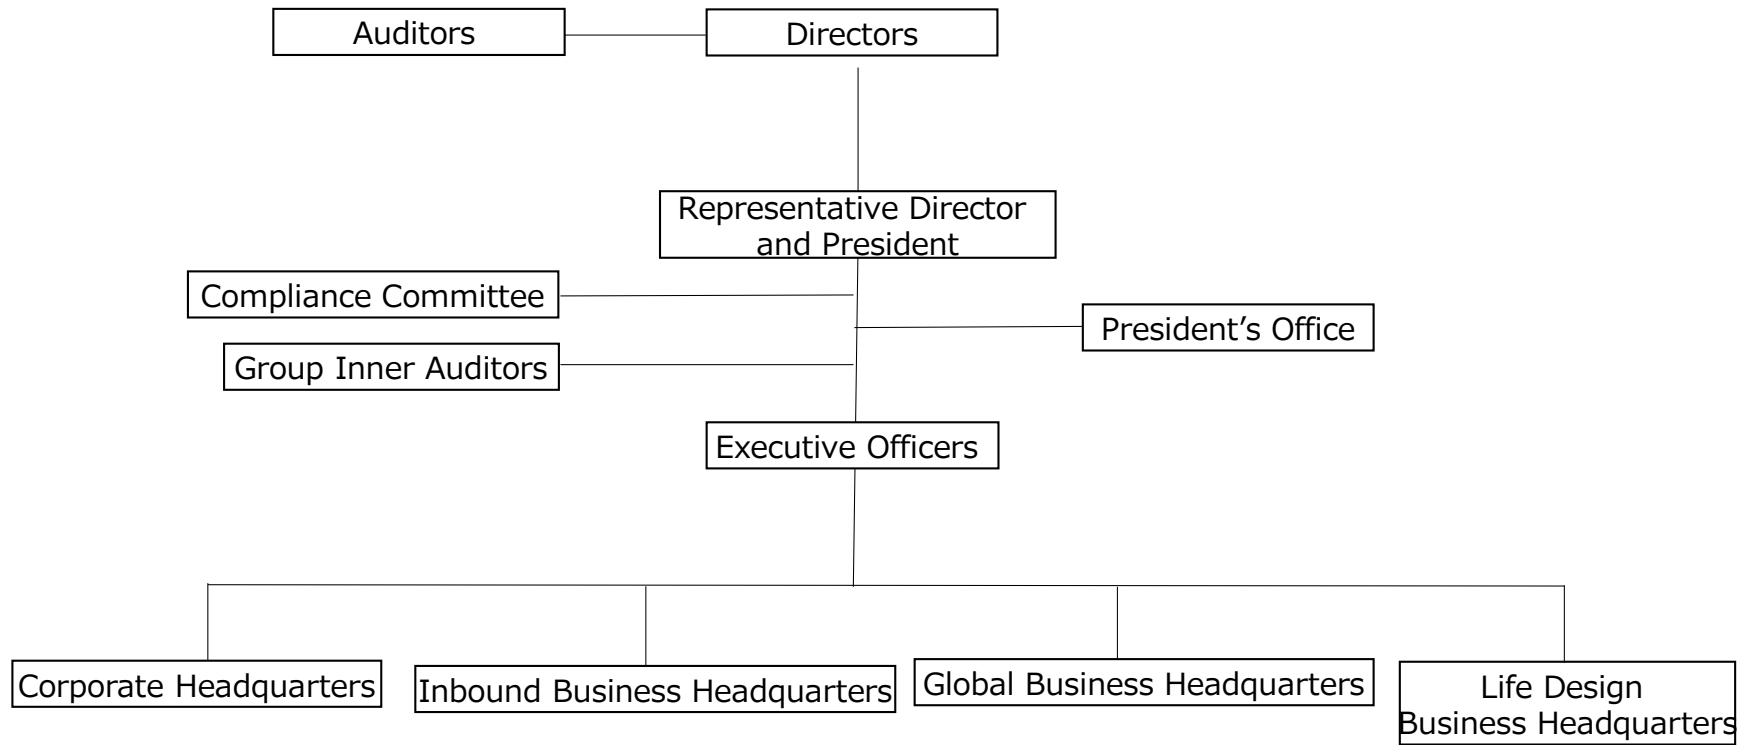 Auditors
Directors
Representative Director
and President
Compliance Committee
President’s Office
Group Inner Auditors
Executive Officers
Corporate Headquarters
Inbound Business Headquarters
Global Business Headquarters
Life Design
Business Headquarters